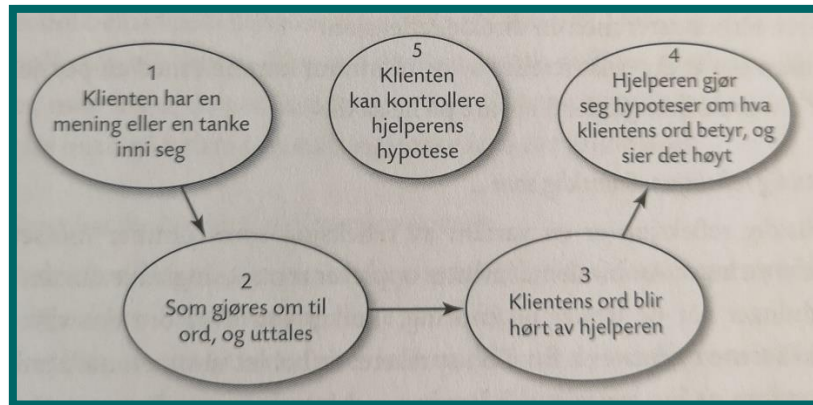 1
Klienten har en
mening eller en tanke
inni seg
5
Klienten
kan kontrollere
hjelperens
hypotese
4
Hjelperen gjør
seg hypoteser om hva
klientens ord betyr, og
sier det høyt
2
Som gjøres om til
ord, og uttales
3
Klientens ord blir
hørt av hjelperen